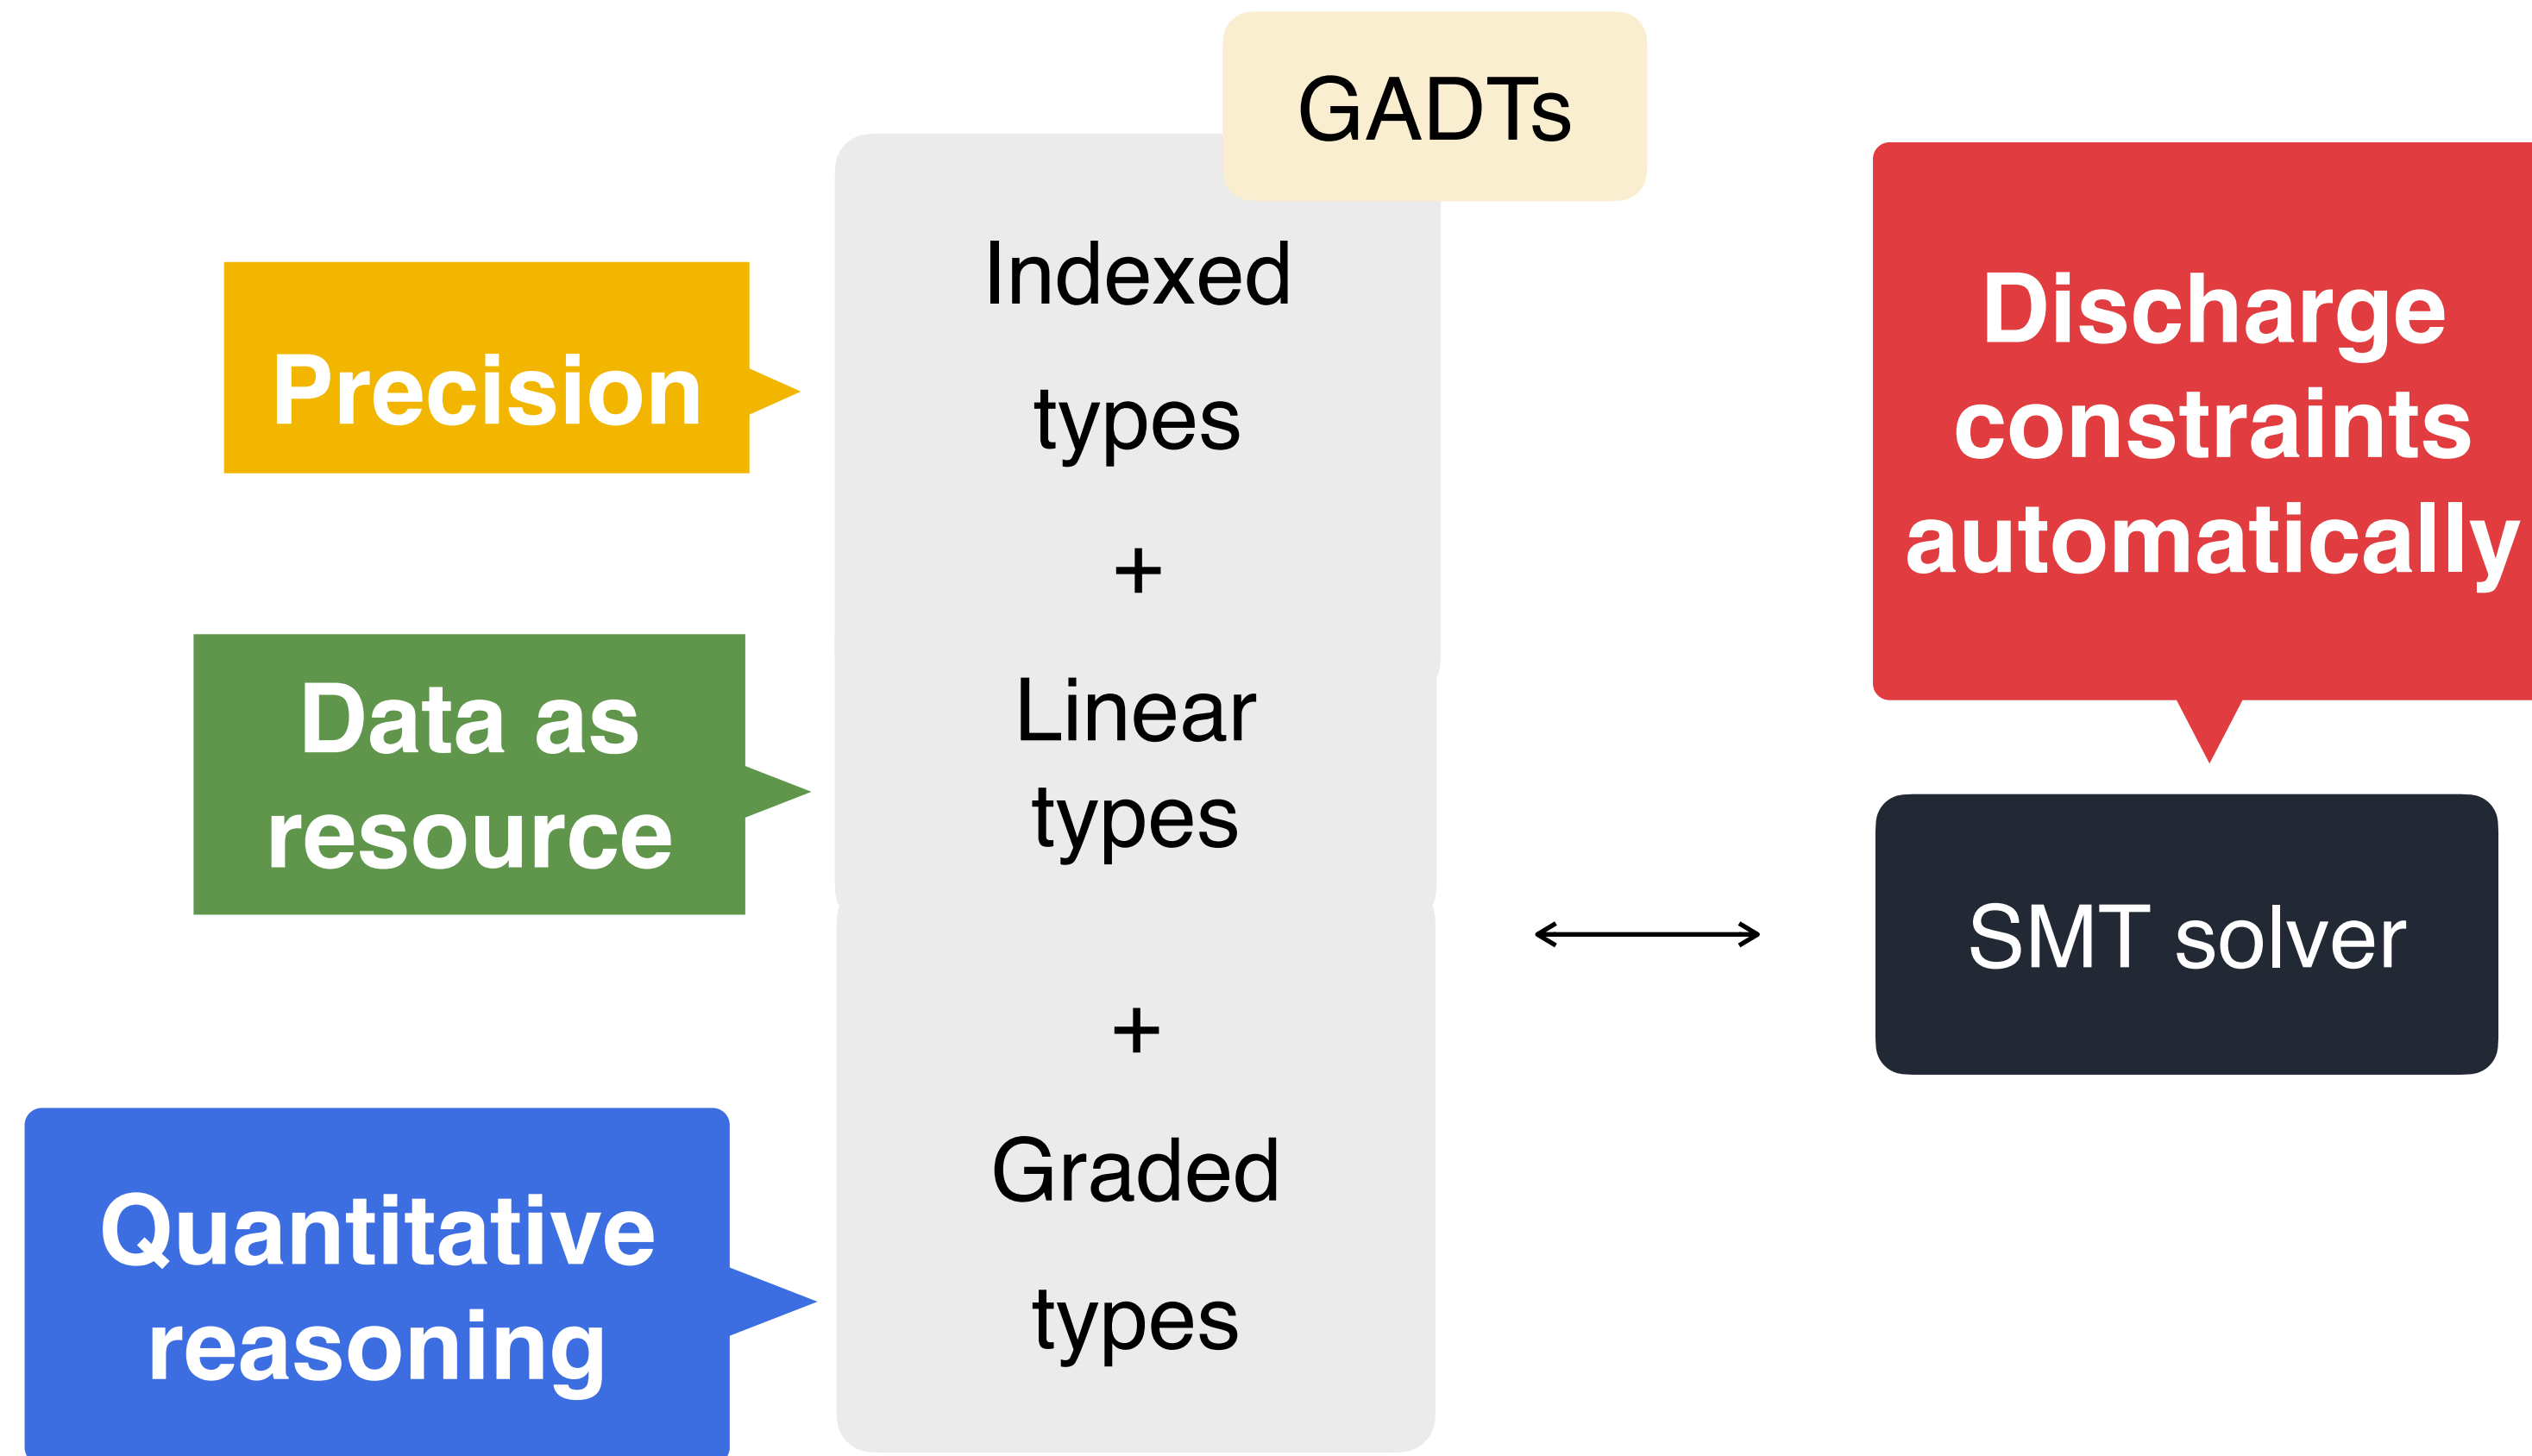 GADTs
Indexed
types
+
Linear
types
+
Graded
types
Precision
Data as
resource
Quantitative
reasoning
Discharge
constraints
automatically
SMT solver